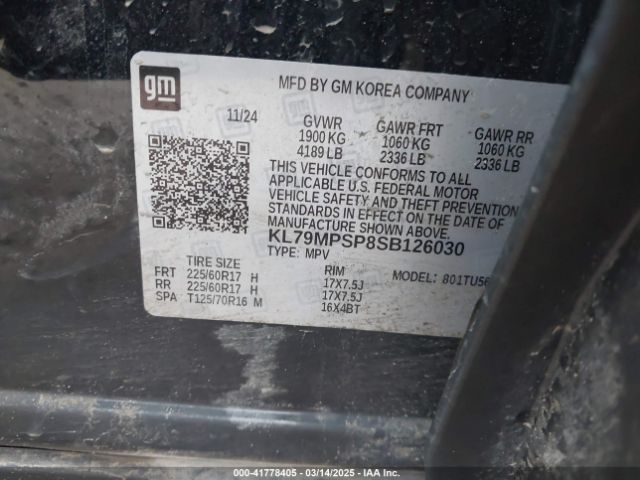 gm
MFD BY GM KOREA COMPANY
11/24
GVWR GAWR FRT GAWR RR
1900 KG 1060 KG 1060 KG
4189 LB 2336 LB 2336 LB
THIS VEHICLE CONFORMS TO ALL
APPLICABLE U.S. FEDERAL MOTOR
VEHICLE SAFETY AND THEFT PREVENTION
STANDARDS IN EFFECT ON THE DATE OF
MANUFACTURE SHOWN ABOVE.
KL79MPSP8SB126030
TYPE: MPV
TIRE SIZE RIM MODEL: 801TU56
FRT 225/60R17 H 17X7.5J
RR 225/60R17 H 17X7.5J
SPA T125/70R16 M 16X4BT
000-41778405 • 03/14/2025 • IAA Inc.